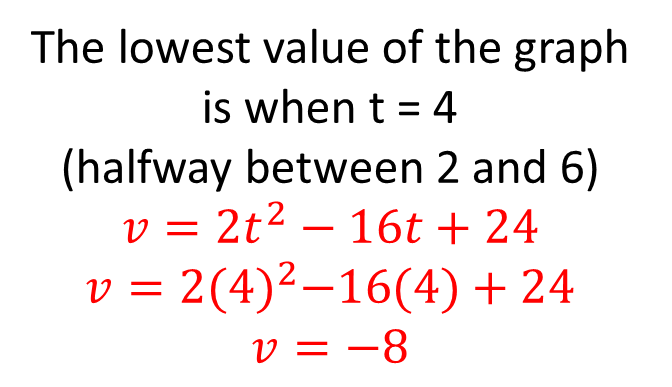 The lowest value of the graph
is when t = 4
(halfway between 2 and 6)
𝑣 = 2𝑡² − 16𝑡 + 24
𝑣 = 2(4)²−16(4) + 24
𝑣 = −8